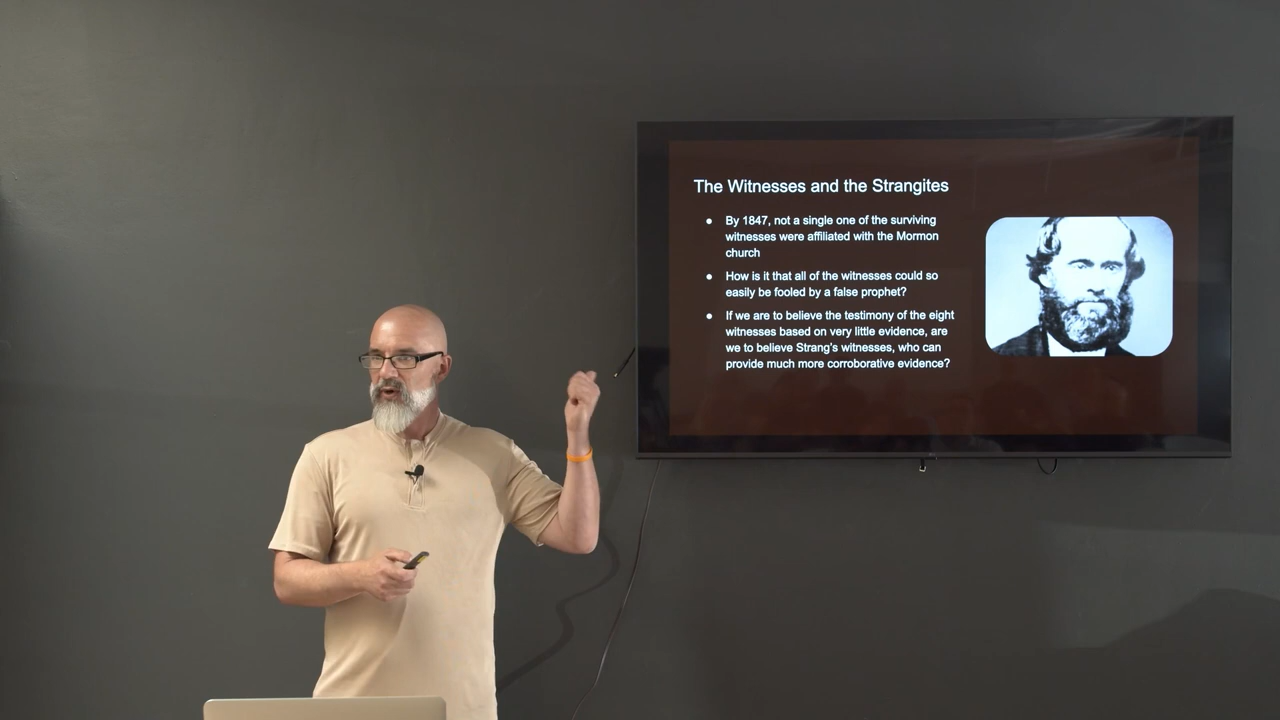 The Witnesses and the Strangites
● By 1847, not a single one of the surviving
witnesses were affiliated with the Mormon
church
● How is it that all of the witnesses could so
easily be fooled by a false prophet?
● If we are to believe the testimony of the eight
witnesses based on very little evidence, are
we to believe Strang's witnesses, who can
provide much more corroborative evidence?